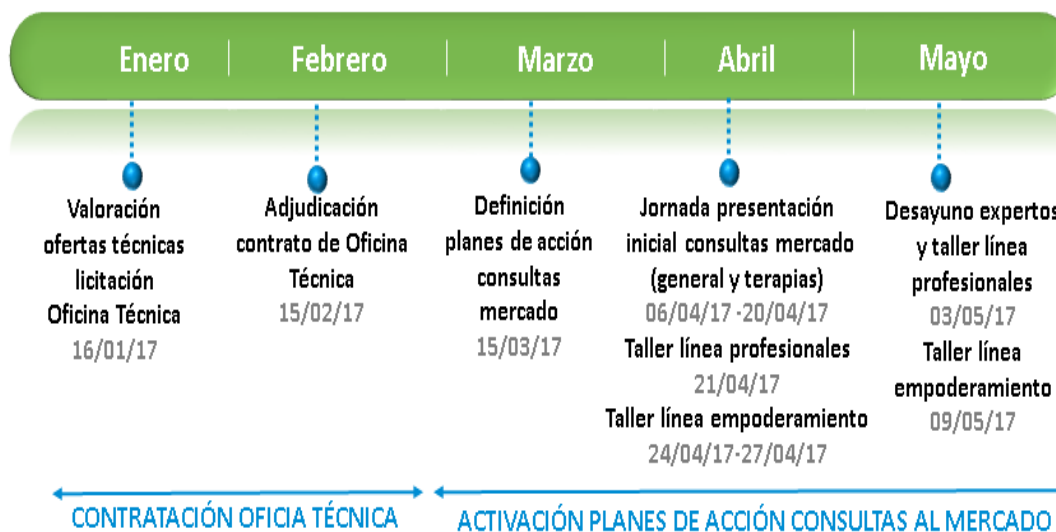 Enero
Febrero
Marzo
Abril
Mayo
Valoración
ofertas técnicas
licitación
Oficina Técnica
16/01/17
Adjudicación
contrato de Oficina
Técnica
15/02/17
Definición
planes de acción
consultas
mercado
15/03/17
Jornada presentación
inicial consultas mercado
(general y terapias)
06/04/17 -20/04/17
Taller línea profesionales
21/04/17
Taller línea empoderamiento
24/04/17-27/04/17
Desayuno expertos
y taller línea
profesionales
03/05/17
Taller línea
empoderamiento
09/05/17
CONTRATACIÓN OFICIA TÉCNICA
ACTIVACIÓN PLANES DE ACCIÓN CONSULTAS AL MERCADO